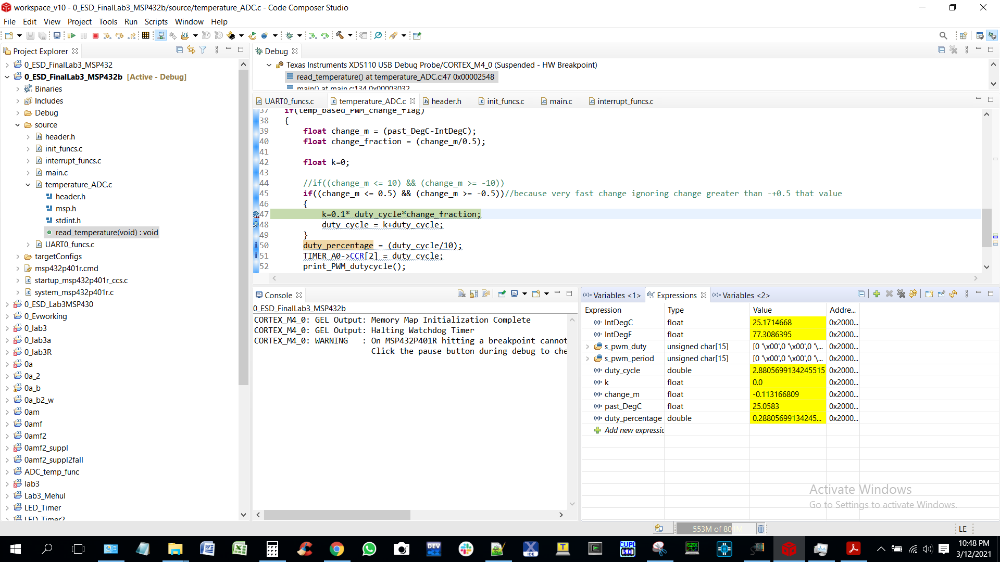 workspace_v10 - 0_ESD_FinalLab3_MSP432b/source/temperature_ADC.c - Code Composer Studio
File Edit View Project Tools Run Scripts Window Help
Project Explorer
0_ESD_FinalLab3_MSP432
0_ESD_FinalLab3_MSP432b [Active - Debug]
Binaries
Includes
Debug
source
header.h
init_funcs.c
interrupt_funcs.c
main.c
temperature_ADC.c
header.h
msp.h
stdint.h
read_temperature(void) : void
UART0_funcs.c
targetConfigs
msp432p401r.cmd
startup_msp432p401r_ccs.c
system_msp432p401r.c
0_ESD_Lab3MSP430
0_Evworking
0_lab3
0_lab3a
0_lab3R
0a
0a_2
0a_b
0a_b2_w
0am
0amf
0amf2
0amf2_suppl
0amf2_suppl2fall
ADC_temp_func
lab3
Lab3_Mehul
LED_Timer
LED_Timer2
Debug
Texas Instruments XDS110 USB Debug Probe/CORTEX_M4_0 (Suspended - HW Breakpoint)
read_temperature() at temperature_ADC.c:47 0x00002548
main() at main.c:134 0x00003032
UART0_funcs.c temperature_ADC.c header.h init_funcs.c main.c interrupt_funcs.c
37 if(temp_based_PWM_change_flag)
38 {
39 float change_m = (past_DegC-IntDegC);
40 float change_fraction = (change_m/0.5);
41
42 float k=0;
43
44 //if((change_m <= 10) && (change_m >= -10))
45 if((change_m <= 0.5) && (change_m >= -0.5))//because very fast change ignoring change greater than -+0.5 that value
46 {
47 k=0.1* duty_cycle*change_fraction;
48 duty_cycle = k+duty_cycle;
49 }
50 duty_percentage = (duty_cycle/10);
51 TIMER_A0->CCR[2] = duty_cycle;
52 print_PWM_dutycycle();
Console
0_ESD_FinalLab3_MSP432b
CORTEX_M4_0: GEL Output: Memory Map Initialization Complete
CORTEX_M4_0: GEL Output: Halting Watchdog Timer
CORTEX_M4_0: WARNING : On MSP432P401R hitting a breakpoint cannot
Click the pause button during debug to che
(x)= Variables <1> Expressions (x)= Variables <2>
Expression Type Value Addre...
(x)= IntDegC float 25.1714668 0x2000...
(x)= IntDegF float 77.3086395 0x2000...
s_pwm_duty unsigned char[15] [0 '\x00',0 '\x00',0 '\... 0x2000...
s_pwm_period unsigned char[15] [0 '\x00',0 '\x00',0 '\... 0x2000...
(x)= duty_cycle double 2.8805699134245515 0x2000...
(x)= k float 0.0 0x2000...
(x)= change_m float -0.113166809 0x2000...
(x)= past_DegC float 25.0583 0x2000...
(x)= duty_percentage double 0.28805699134245... 0x2000...
Add new expressic
Activate Windows
Go to Settings to activate Windows.
553M of
LE
DEV
CUPL
5.0
IDE
T
10:48 PM
3/12/2021